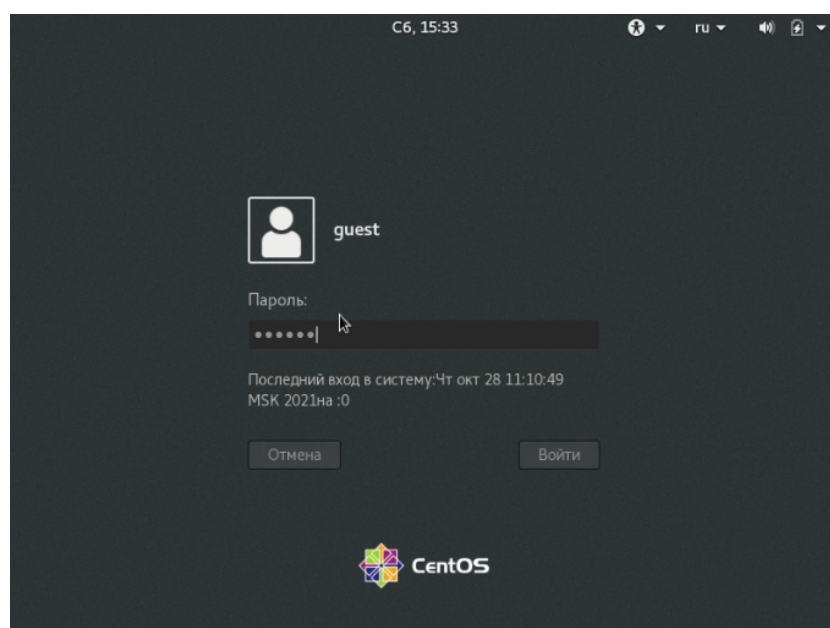 Сб, 15:33
ru
guest
Пароль:
Последний вход в систему:Чт окт 28 11:10:49
MSK 2021на :0
Отмена
Войти
CentOS